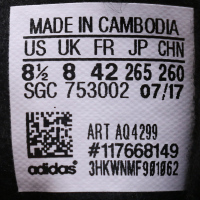 MADE IN CAMBODIA
US UK FR JP CHN
8½ 8 42 265 260
SGC 753002 07/17
ART AQ4299
#117668149
adidas® 3HKWNMF901062